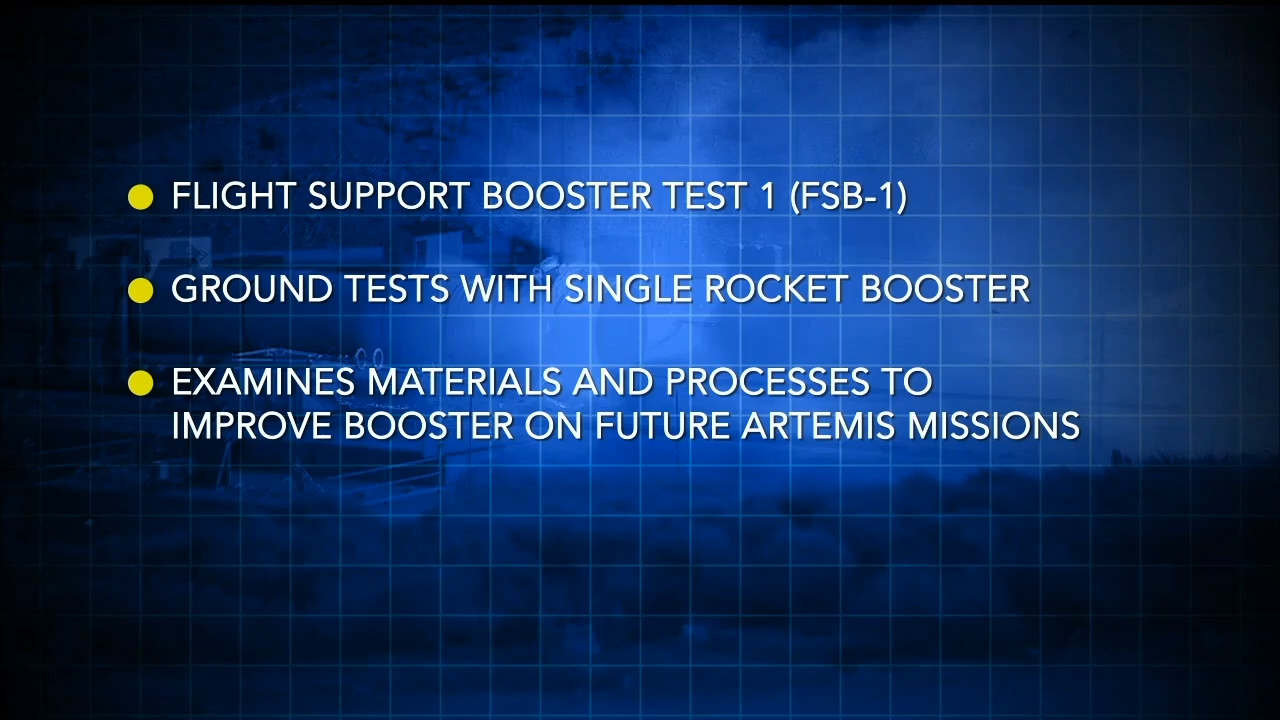 FLIGHT SUPPORT BOOSTER TEST 1 (FSB-1)
GROUND TESTS WITH SINGLE ROCKET BOOSTER
EXAMINES MATERIALS AND PROCESSES TO
IMPROVE BOOSTER ON FUTURE ARTEMIS MISSIONS